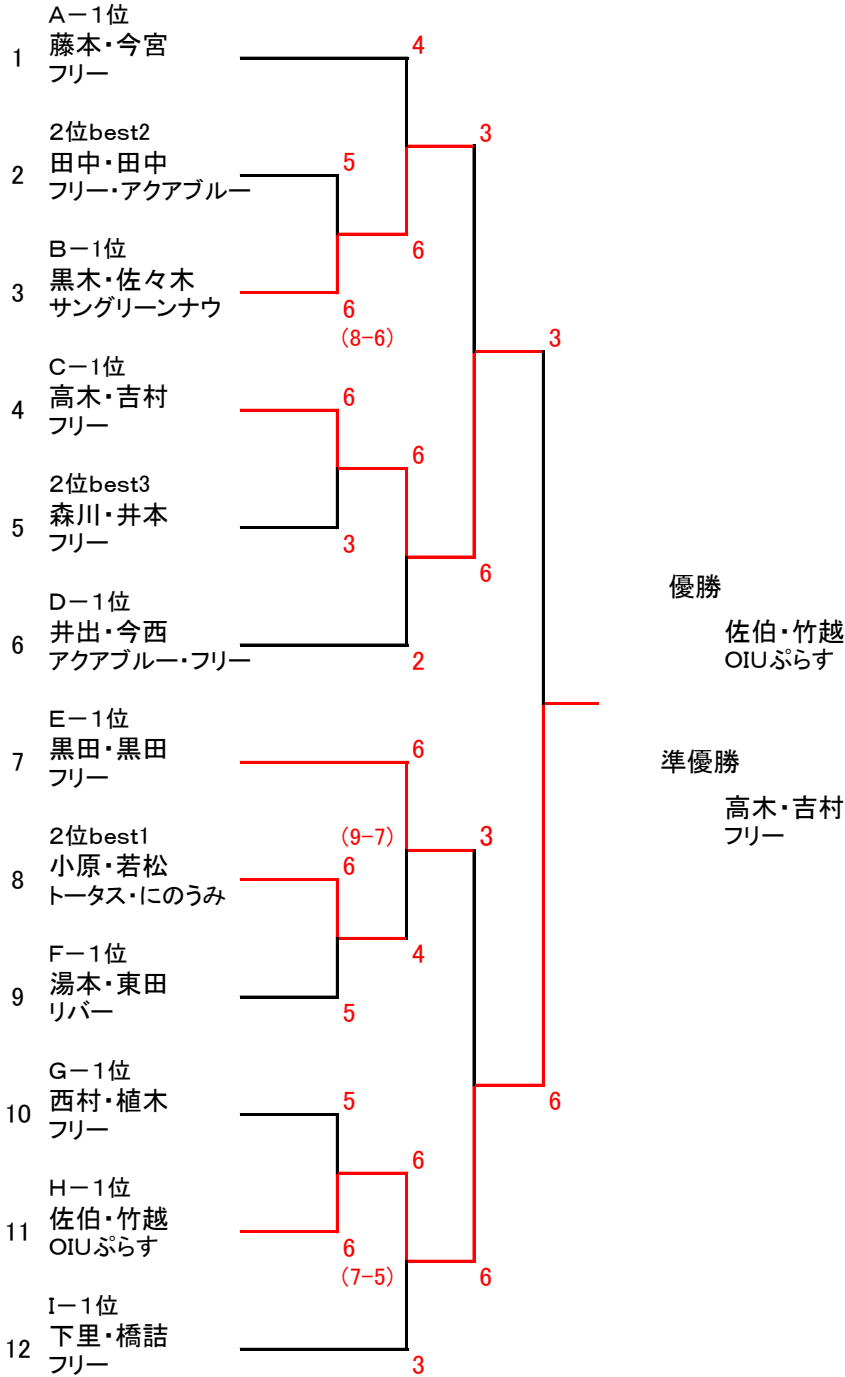 A－1位
1 藤本・今宮 4
フリー
3
2位best2
2 田中・田中 5
フリー・アクアブルー
B－1位 6
3 黒木・佐々木
サングリーンナウ 6
(8-6) 3
C－1位
4 高木・吉村 6
フリー
6
2位best3
5 森川・井本
フリー 3
6
D－1位
6 井出・今西
アクアブルー・フリー 2
優勝
佐伯・竹越
OIUぷらす
E－1位
7 黒田・黒田 6
フリー
準優勝
高木・吉村
フリー
2位best1 (9-7) 3
8 小原・若松 6
トータス・にのうみ
F－1位 4
9 湯本・東田
リバー 5
G－1位
10 西村・植木 5 6
フリー
6
H－1位
11 佐伯・竹越
OIUぷらす 6
(7-5) 6
I－1位
12 下里・橋詰
フリー 3